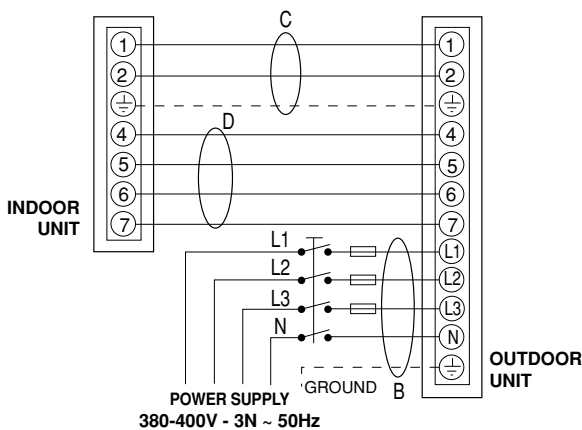 C
1 1
2 2
D
4 4
5 5
6 6
7 7
INDOOR
UNIT
L1 L1
L2 L2
L3 L3
N N
OUTDOOR
UNIT
GROUND B
POWER SUPPLY
380-400V - 3N ~ 50Hz